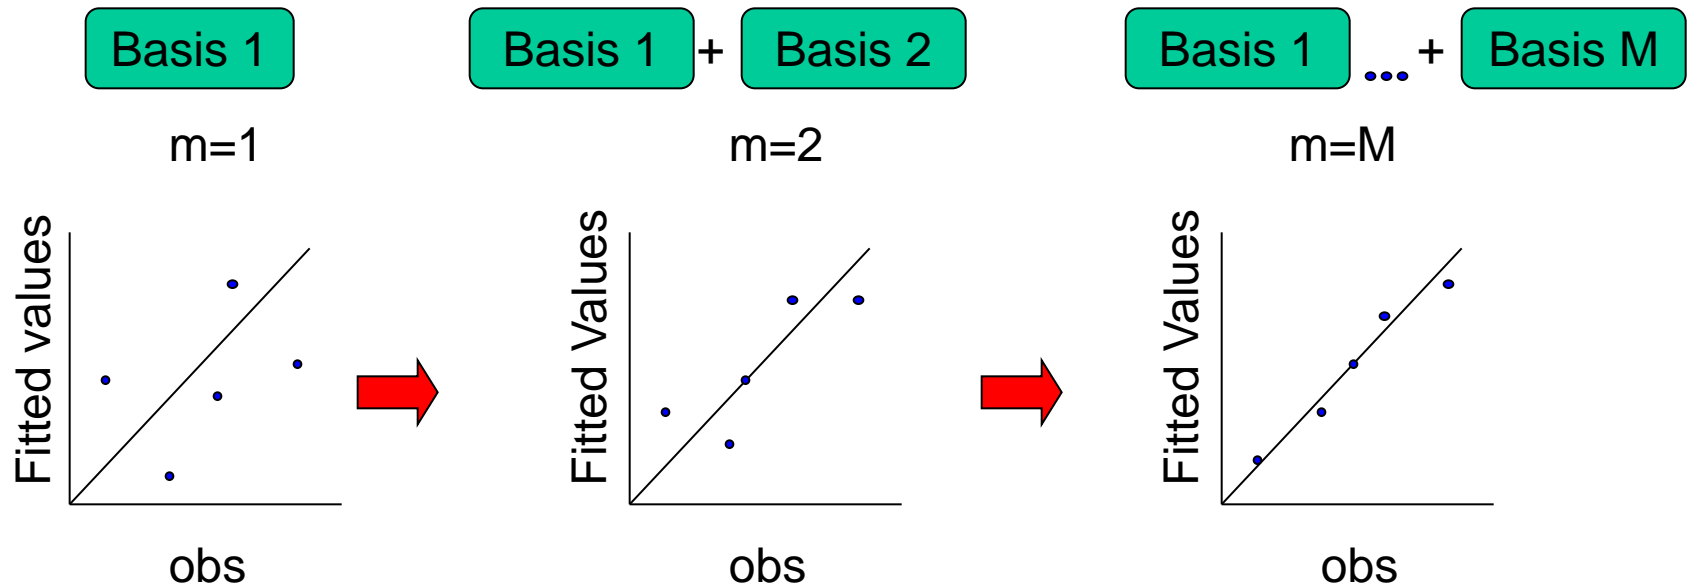 Basis 1
Basis 1 + Basis 2
Basis 1 ... + Basis M
m=1
m=2
m=M
Fitted values
Fitted Values
Fitted Values
obs
obs
obs